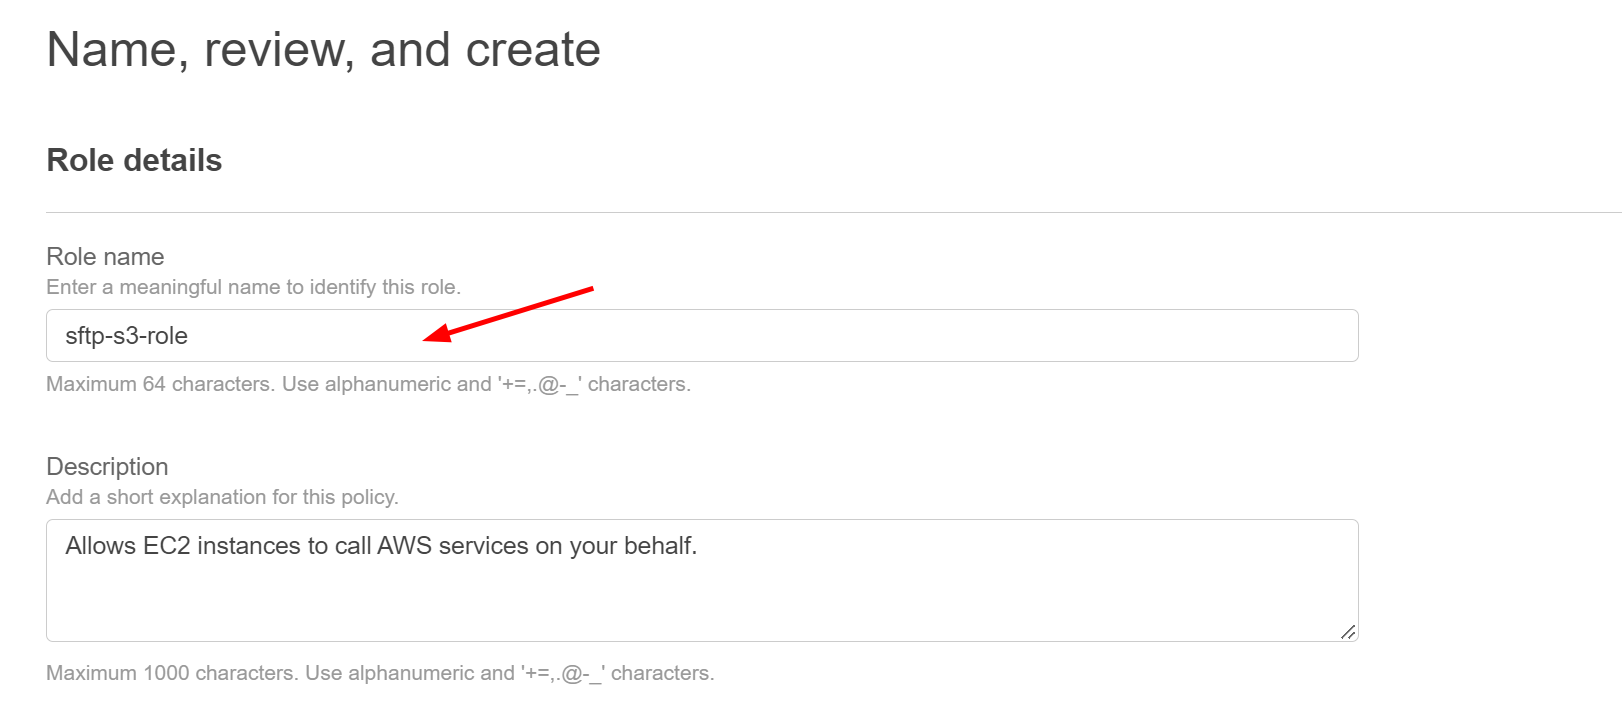 Name, review, and create
Role details
Role name
Enter a meaningful name to identify this role.
sftp-s3-role
Maximum 64 characters. Use alphanumeric and '+=,.@-_' characters.
Description
Add a short explanation for this policy.
Allows EC2 instances to call AWS services on your behalf.
Maximum 1000 characters. Use alphanumeric and '+=,.@-_' characters.